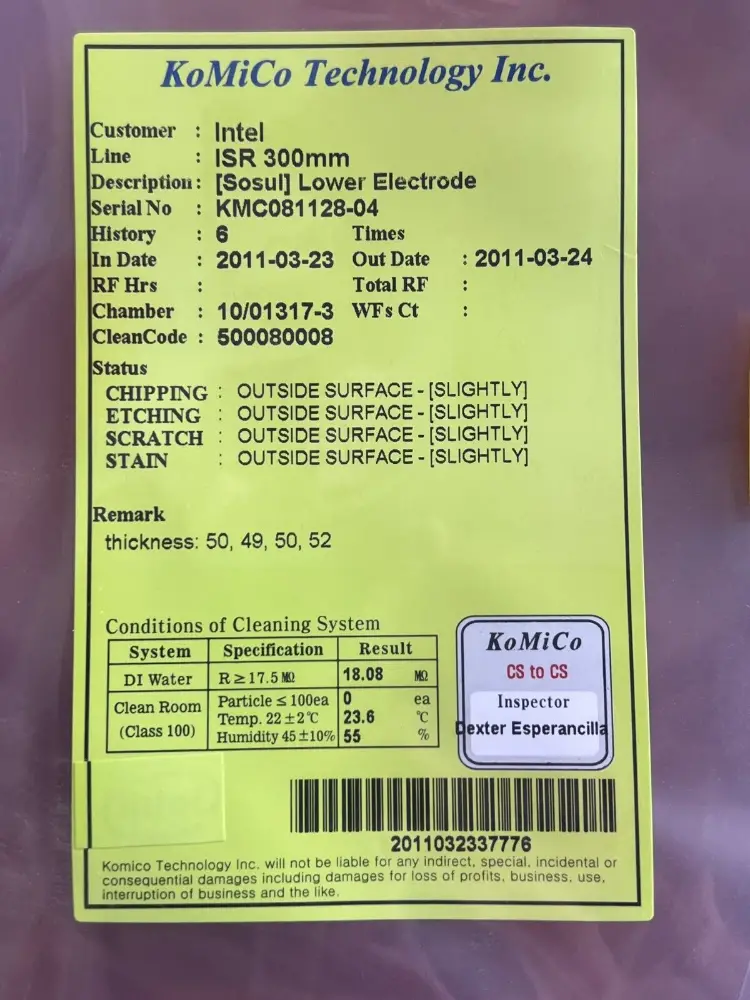 KoMiCo Technology Inc.
Customer : Intel
Line : ISR 300mm
Description : [Sosul] Lower Electrode
Serial No : KMC081128-04
History : 6 Times
In Date : 2011-03-23 Out Date : 2011-03-24
RF Hrs : Total RF :
Chamber : 10/01317-3 WFs Ct :
CleanCode : 500080008
Status
CHIPPING : OUTSIDE SURFACE - [SLIGHTLY]
ETCHING : OUTSIDE SURFACE - [SLIGHTLY]
SCRATCH : OUTSIDE SURFACE - [SLIGHTLY]
STAIN : OUTSIDE SURFACE - [SLIGHTLY]
Remark
thickness: 50, 49, 50, 52
Conditions of Cleaning System
System Specification Result
DI Water R ≥ 17.5 MΩ 18.08 MΩ
Clean Room (Class 100)
Particle ≤ 100ea 0 ea
Temp. 22 ±2℃ 23.6 ℃
Humidity 45 ±10% 55 %
KoMiCo
CS to CS
Inspector
Dexter Esperancilla
2011032337776
Komico Technology Inc. will not be liable for any indirect, special, incidental or
consequential damages including damages for loss of profits, business, use,
interruption of business and the like.